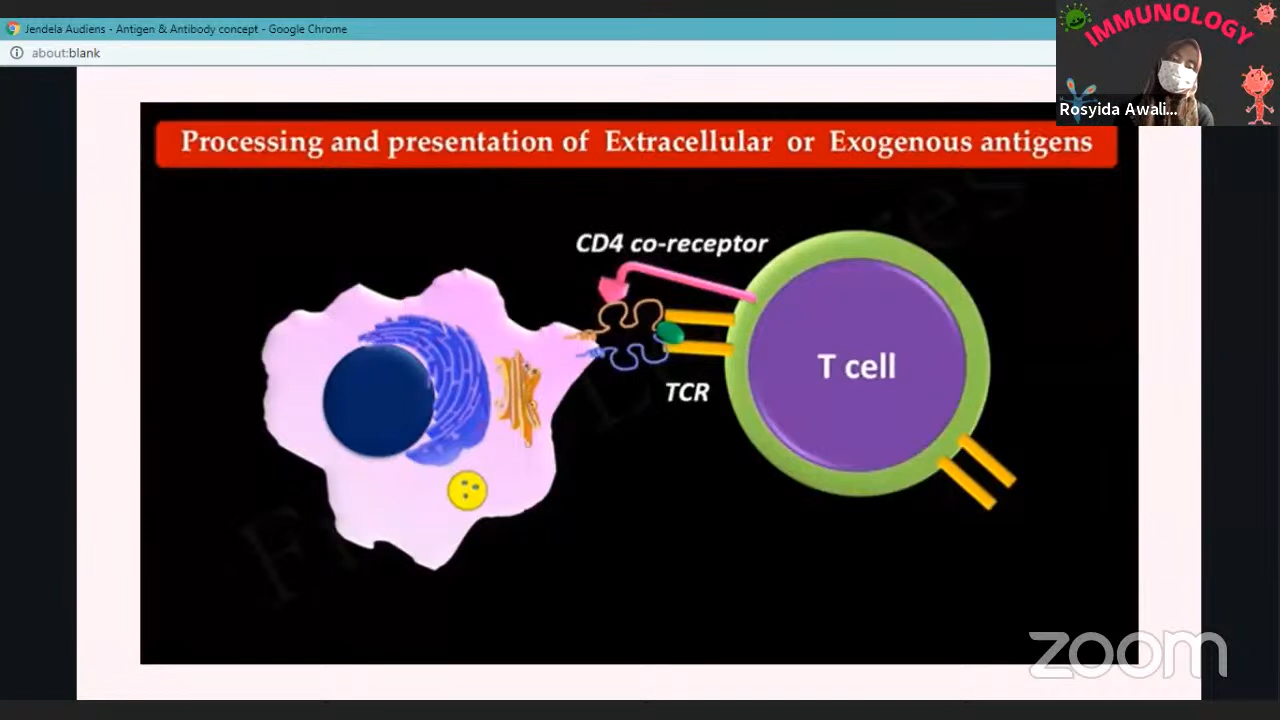 Jendela Audiens - Antigen & Antibody concept - Google Chrome
about:blank
IMMUNOLOGY
Rosyida Awali...
Processing and presentation of Extracellular or Exogenous antigens
CD4 co-receptor
T cell
TCR
zoom